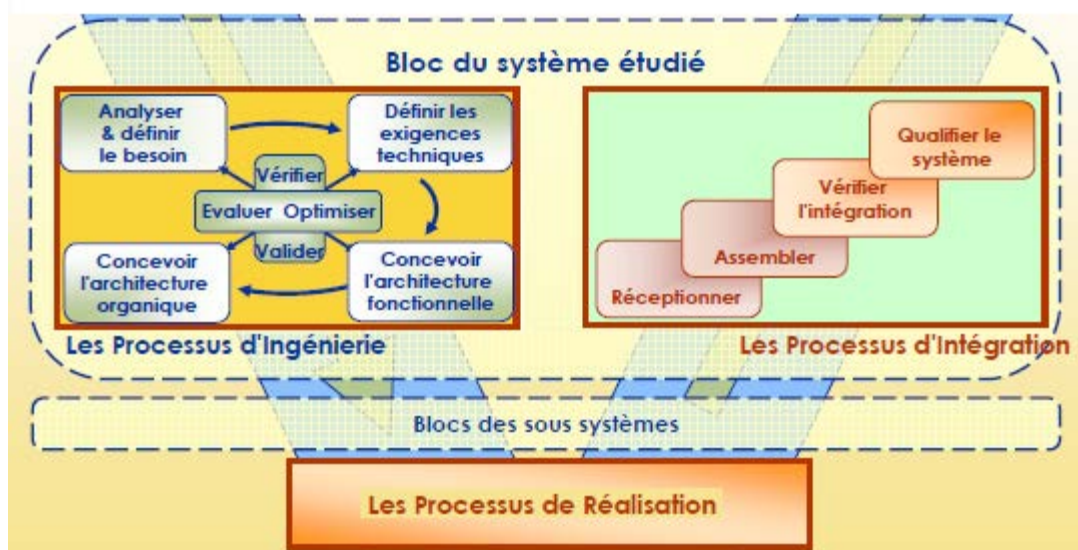 Bloc du système étudié
Analyser
& définir
le besoin
Définir les
exigences
techniques
Vérifier
Evaluer Optimiser
Valider
Concevoir
l'architecture
organique
Concevoir
l'architecture
fonctionnelle
Les Processus d'Ingénierie
Qualifier le
système
Vérifier
l'intégration
Assembler
Réceptionner
Les Processus d'Intégration
Blocs des sous systèmes
Les Processus de Réalisation